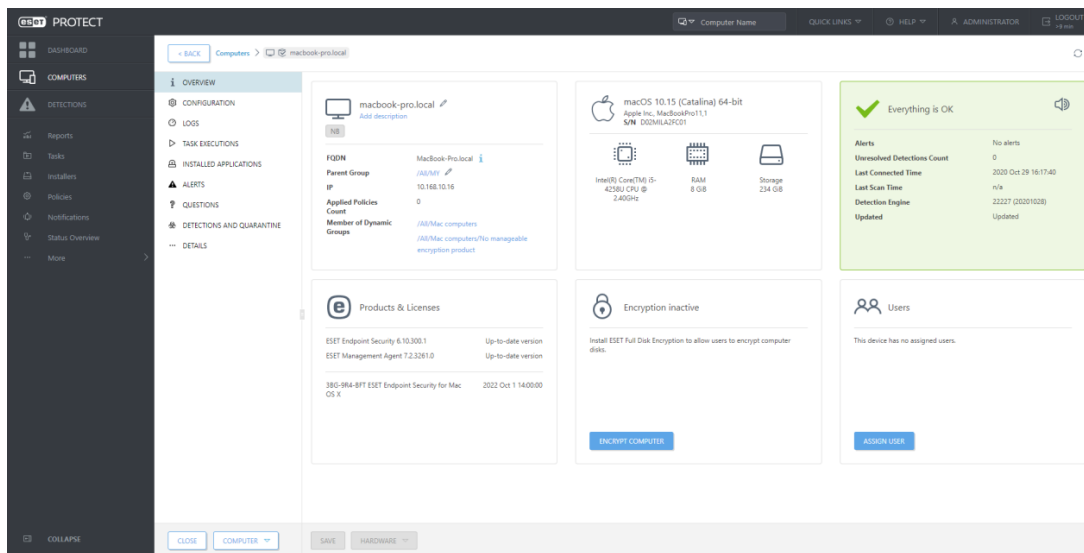 eset PROTECT
Computer Name
QUICK LINKS
HELP
ADMINISTRATOR
LOGOUT
>9 min
DASHBOARD
COMPUTERS
DETECTIONS
Reports
Tasks
Installers
Policies
Notifications
Status Overview
More
COLLAPSE
< BACK
Computers > macbook-pro.local
OVERVIEW
CONFIGURATION
LOGS
TASK EXECUTIONS
INSTALLED APPLICATIONS
ALERTS
QUESTIONS
DETECTIONS AND QUARANTINE
DETAILS
macbook-pro.local
Add description
NB
FQDN MacBook-Pro.local
Parent Group /All/MY
IP 10.168.10.16
Applied Policies Count 0
Member of Dynamic Groups /All/Mac computers
/All/Mac computers/No manageable
encryption product
macOS 10.15 (Catalina) 64-bit
Apple Inc., MacBookPro11,1
S/N D02MILA2FC01
Intel(R) Core(TM) i5-
4258U CPU @
2.40GHz
RAM
8 GiB
Storage
234 GiB
Everything is OK
Alerts No alerts
Unresolved Detections Count 0
Last Connected Time 2020 Oct 29 16:17:40
Last Scan Time n/a
Detection Engine 22227 (20201028)
Updated Updated
Products & Licenses
ESET Endpoint Security 6.10.300.1 Up-to-date version
ESET Management Agent 7.2.3261.0 Up-to-date version
3BG-9R4-BFT ESET Endpoint Security for Mac 2022 Oct 1 14:00:00
OS X
Encryption inactive
Install ESET Full Disk Encryption to allow users to encrypt computer
disks.
ENCRYPT COMPUTER
Users
This device has no assigned users.
ASSIGN USER
CLOSE
COMPUTER
SAVE
HARDWARE